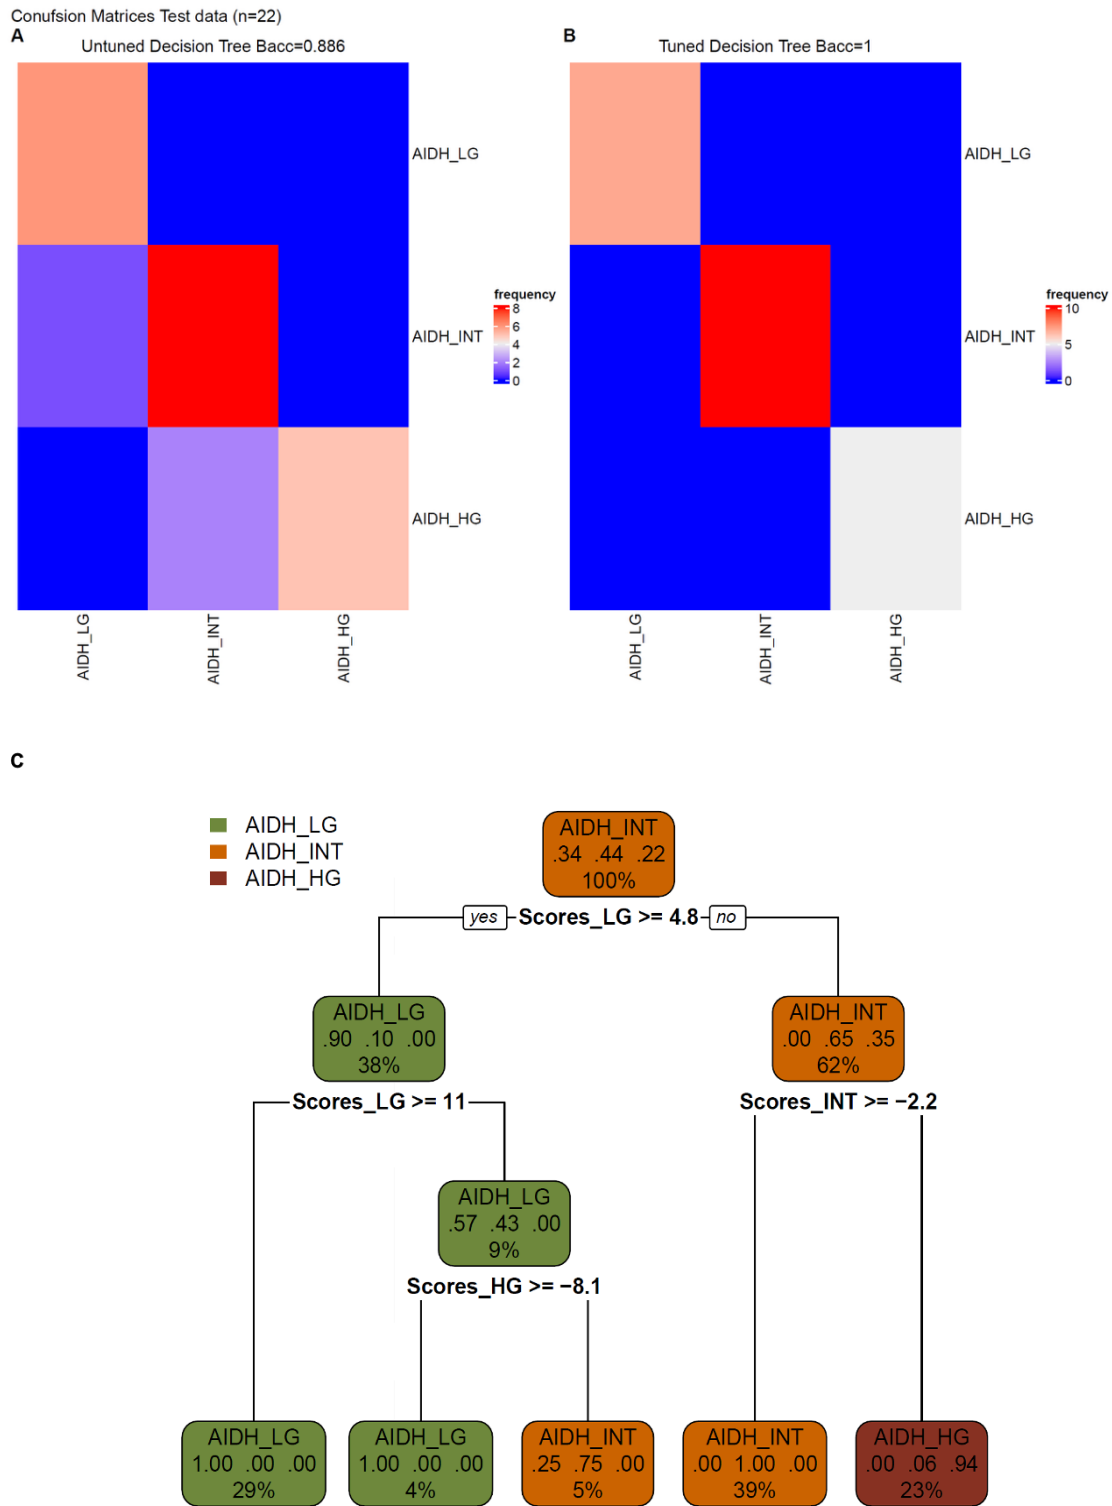 Conufsion Matrices Test data (n=22)
A
Untuned Decision Tree Bacc=0.886
AIDH_LG
AIDH_INT
AIDH_HG
frequency
8
6
4
2
0
AIDH_LG
AIDH_INT
AIDH_HG
B
Tuned Decision Tree Bacc=1
AIDH_LG
AIDH_INT
AIDH_HG
frequency
10
5
0
AIDH_LG
AIDH_INT
AIDH_HG
C
AIDH_LG
AIDH_INT
AIDH_HG
AIDH_INT
.34 .44 .22
100%
yes Scores_LG >= 4.8 no
AIDH_LG
.90 .10 .00
38%
AIDH_INT
.00 .65 .35
62%
Scores_LG >= 11
Scores_INT >= −2.2
AIDH_LG
.57 .43 .00
9%
Scores_HG >= −8.1
AIDH_LG
1.00 .00 .00
29%
AIDH_LG
1.00 .00 .00
4%
AIDH_INT
.25 .75 .00
5%
AIDH_INT
.00 1.00 .00
39%
AIDH_HG
.00 .06 .94
23%